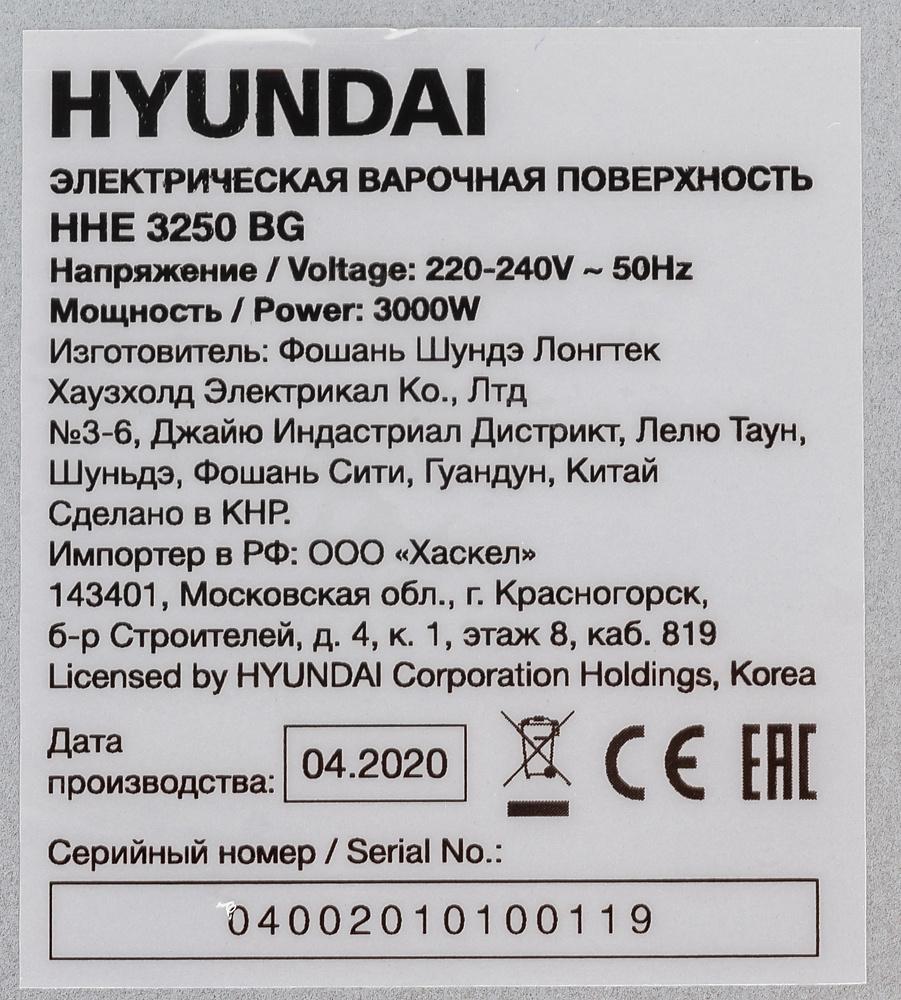 HYUNDAI
ЭЛЕКТРИЧЕСКАЯ ВАРОЧНАЯ ПОВЕРХНОСТЬ
HHE 3250 BG
Напряжение / Voltage: 220-240V ~ 50Hz
Мощность / Power: 3000W
Изготовитель: Фошань Шундэ Лонгтек
Хаузхолд Электрикал Ко., Лтд
№3-6, Джайю Индастриал Дистрикт, Лелю Таун,
Шуньдэ, Фошань Сити, Гуандун, Китай
Сделано в КНР.
Импортер в РФ: ООО «Хаскел»
143401, Московская обл., г. Красногорск,
б-р Строителей, д. 4, к. 1, этаж 8, каб. 819
Licensed by HYUNDAI Corporation Holdings, Korea
Дата
производства: 04.2020 CE EAC
Серийный номер / Serial No.:
04002010100119